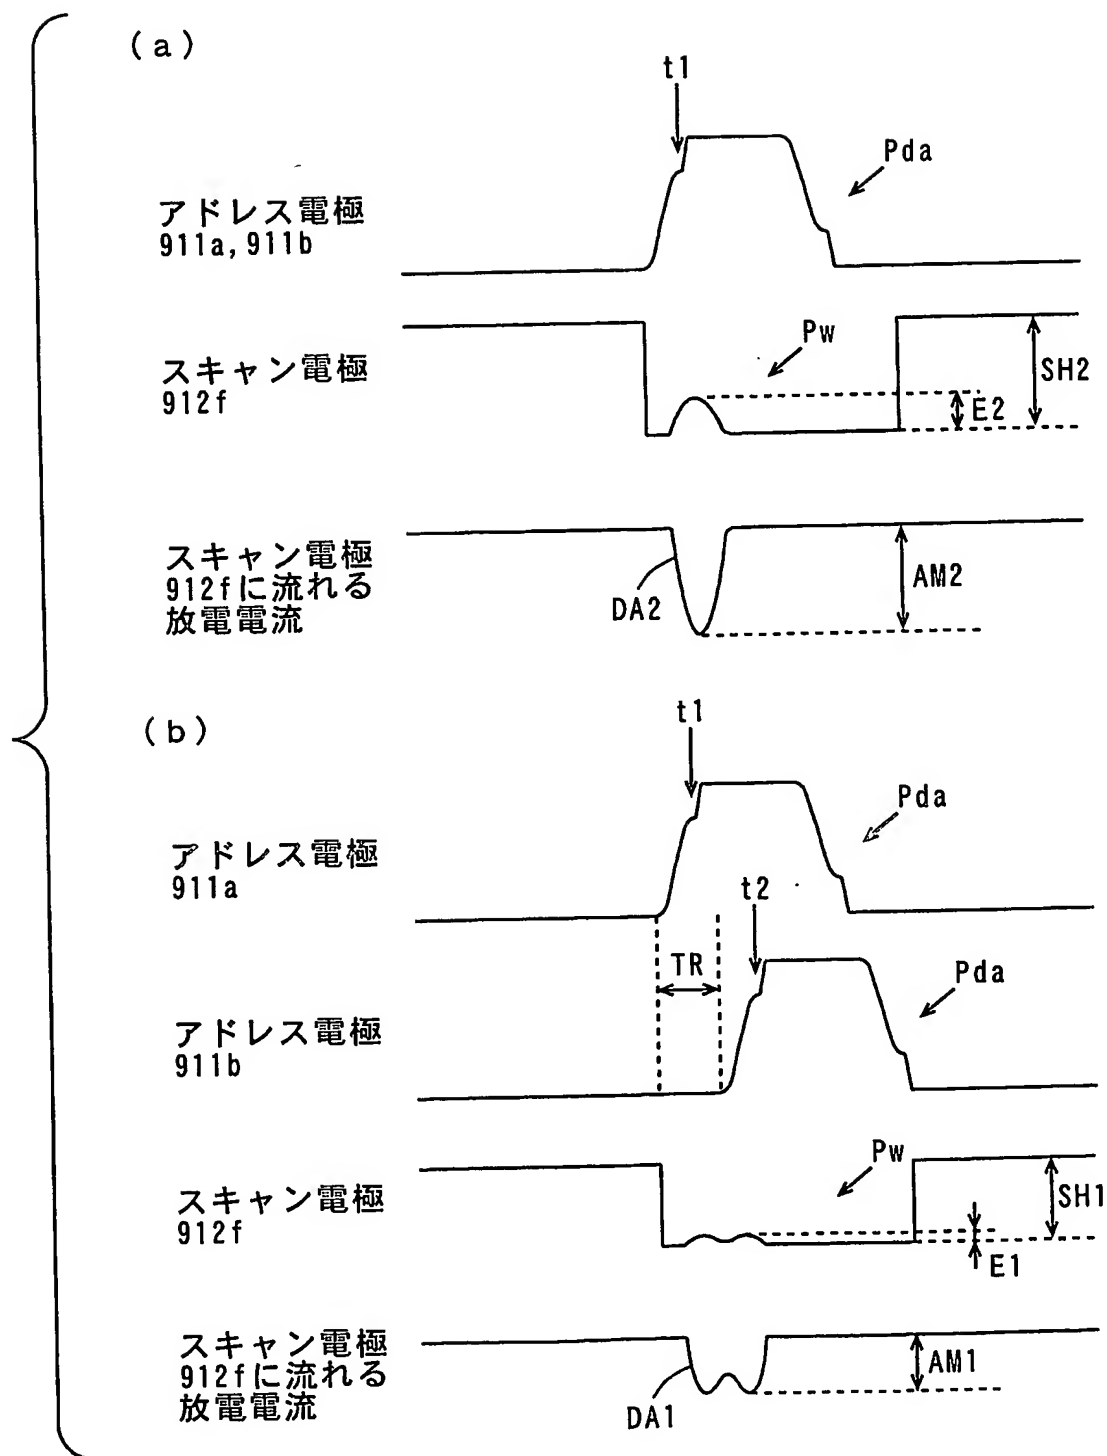 (a)
t1
Pda
アドレス電極
911a, 911b
Pw
スキャン電極
912f
SH2
E2
スキャン電極
912fに流れる
放電電流
DA2
AM2
(b)
t1
Pda
アドレス電極
911a
t2
TR
Pda
アドレス電極
911b
Pw
スキャン電極
912f
SH1
E1
スキャン電極
912fに流れる
放電電流
DA1
AM1